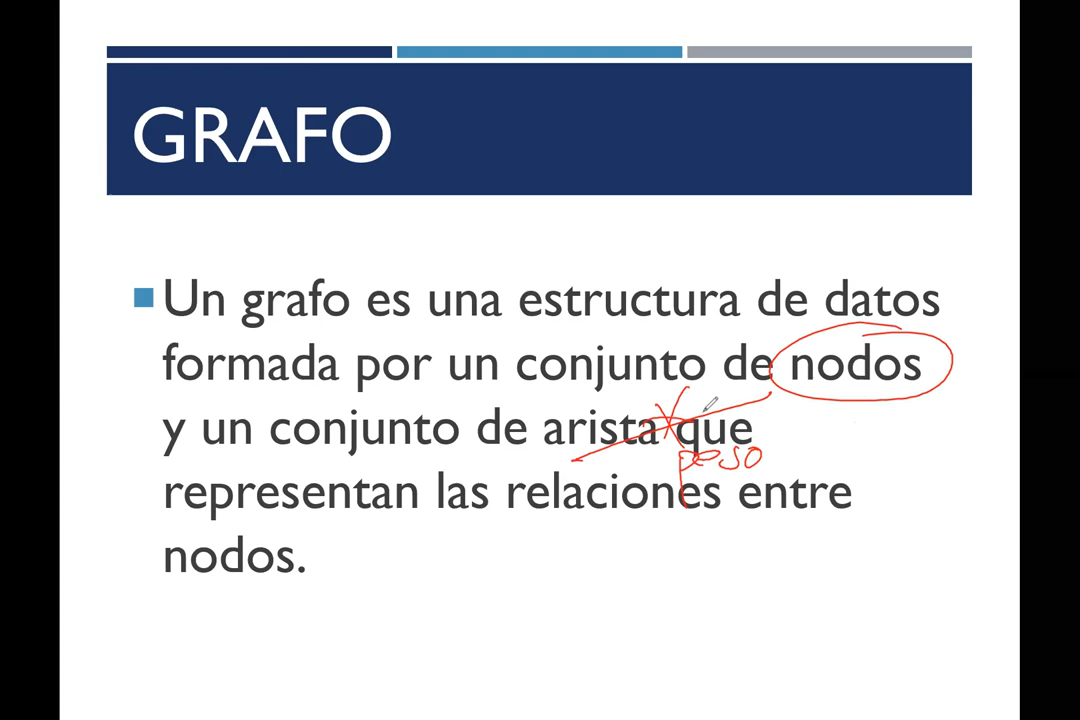 GRAFO
Un grafo es una estructura de datos
formada por un conjunto de nodos
y un conjunto de arista que
peso
representan las relaciones entre
nodos.